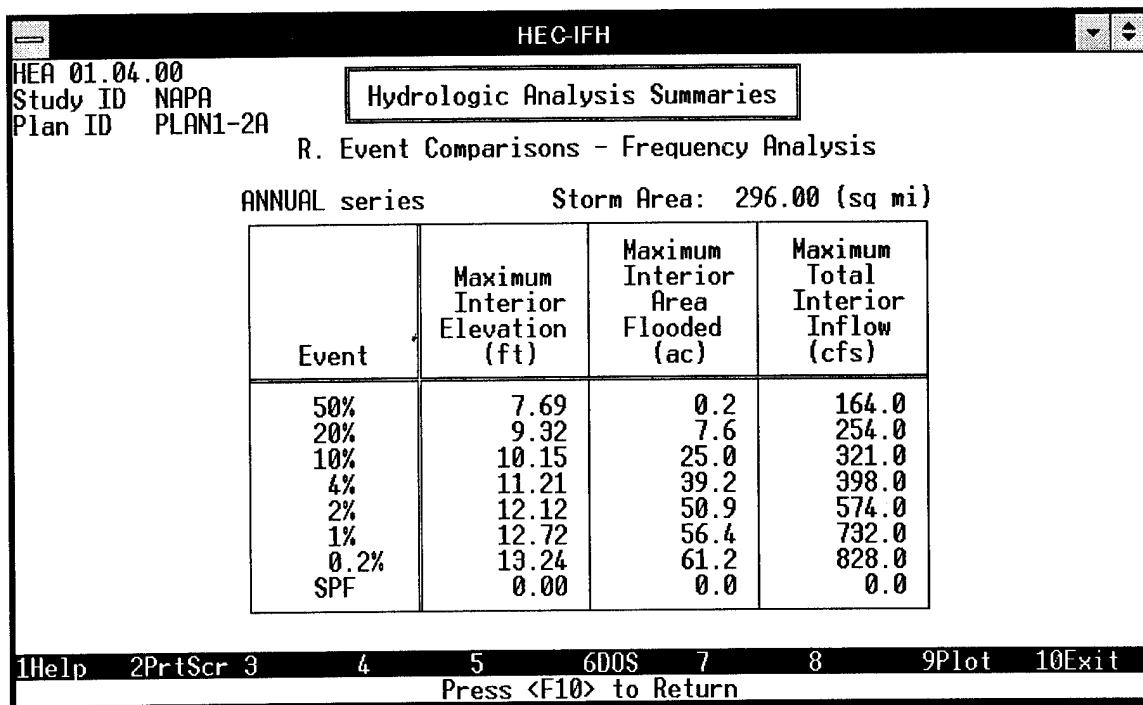 HEC-IFH
HEA 01.04.00
Study ID NAPA
Plan ID PLAN1-2A
Hydrologic Analysis Summaries
R. Event Comparisons - Frequency Analysis
ANNUAL series Storm Area: 296.00 (sq mi)
Event Maximum Interior Elevation (ft) Maximum Interior Area Flooded (ac) Maximum Total Interior Inflow (cfs)
50% 7.69 0.2 164.0
20% 9.32 7.6 254.0
10% 10.15 25.0 321.0
4% 11.21 39.2 398.0
2% 12.12 50.9 574.0
1% 12.72 56.4 732.0
0.2% 13.24 61.2 828.0
SPF 0.00 0.0 0.0
1Help 2PrtScr 3 4 5 6DOS 7 8 9Plot 10Exit
Press <F10> to Return